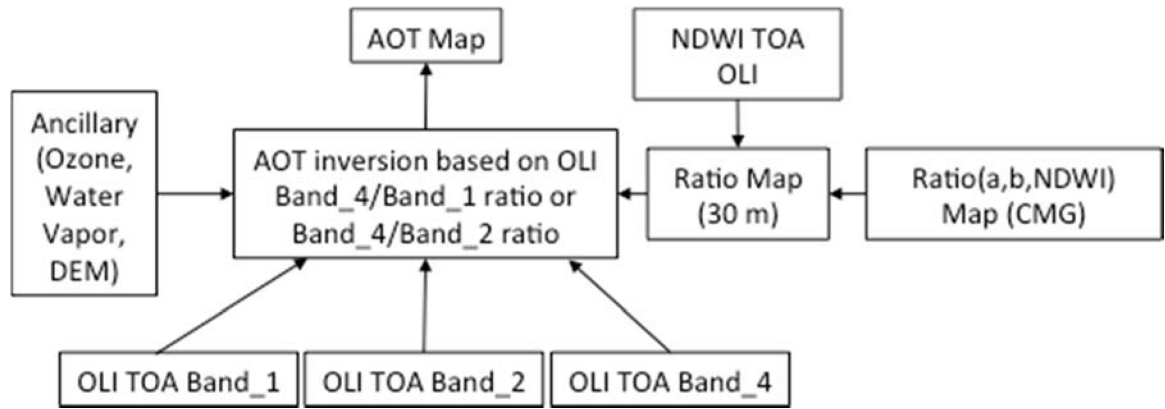 AOT Map
NDWI TOA
OLI
Ancillary
(Ozone,
Water
Vapor,
DEM)
AOT inversion based on OLI
Band_4/Band_1 ratio or
Band_4/Band_2 ratio
Ratio Map
(30 m)
Ratio(a,b,NDWI)
Map (CMG)
OLI TOA Band_1
OLI TOA Band_2
OLI TOA Band_4